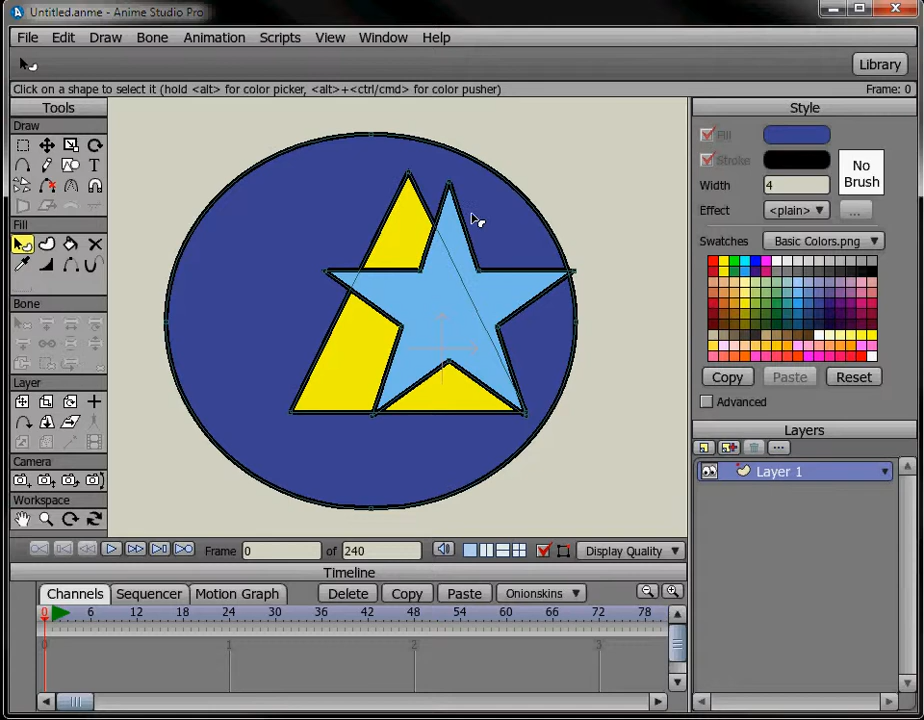 Untitled.anme - Anime Studio Pro
File Edit Draw Bone Animation Scripts View Window Help
Library
Click on a shape to select it (hold <alt> for color picker, <alt>+<ctrl/cmd> for color pusher)
Frame: 0
Tools
Draw
T
Fill
Bone
Layer
Camera
Workspace
Style
Fill
Stroke
No
Brush
Width 4
Effect <plain> ...
Swatches Basic Colors.png
Copy Paste Reset
Advanced
Layers
Layer 1
Frame 0 of 240 Display Quality
Timeline
Channels Sequencer Motion Graph Delete Copy Paste Onionskins
0 6 12 18 24 30 36 42 48 54 60 66 72 78
0 1 2 3